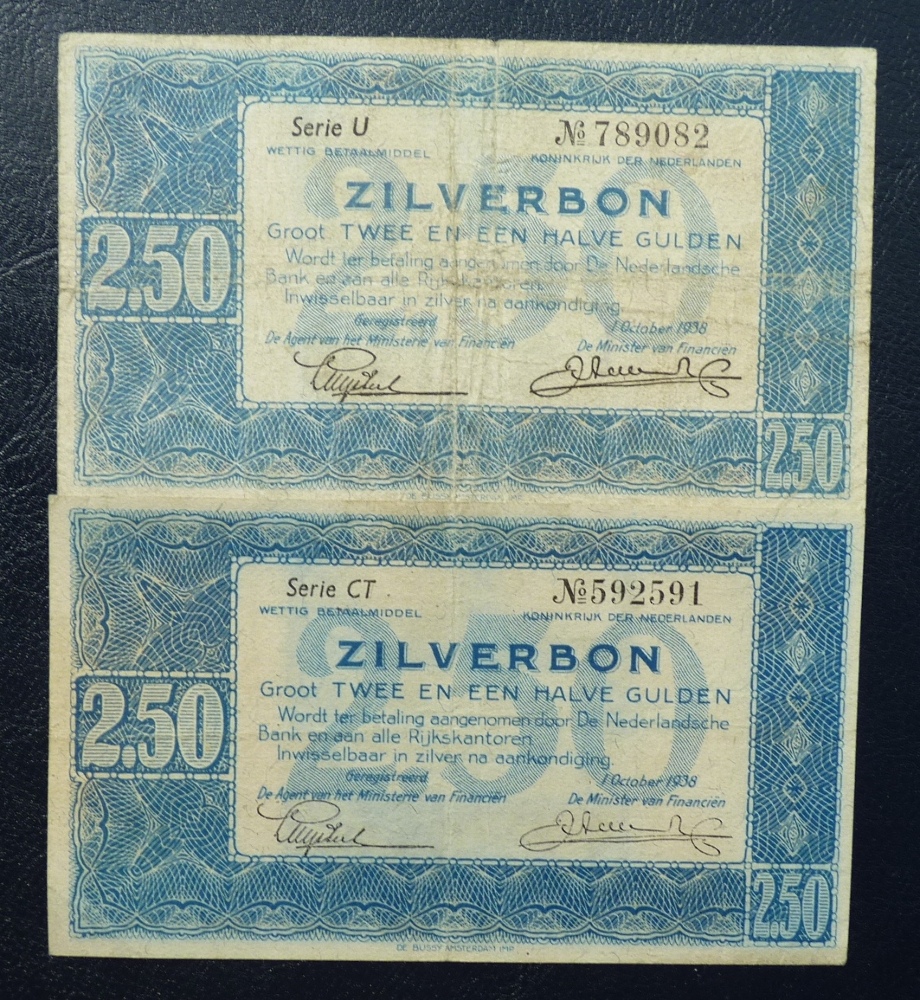 Serie U № 789082
WETTIG BETAALMIDDEL KONINKRIJK DER NEDERLANDEN
ZILVERBON
Groot TWEE EN EEN HALVE GULDEN
2.50
Wordt ter betaling aangenomen door De Nederlandsche
Bank en aan alle Rijkskantoren.
Inwisselbaar in zilver na aankondiging.
Geregistreerd 1 October 1938
De Agent van het Ministerie van Financiën De Minister van Financiën
2.50
Serie CT № 592591
WETTIG BETAALMIDDEL KONINKRIJK DER NEDERLANDEN
ZILVERBON
Groot TWEE EN EEN HALVE GULDEN
2.50
Wordt ter betaling aangenomen door De Nederlandsche
Bank en aan alle Rijkskantoren.
Inwisselbaar in zilver na aankondiging.
Geregistreerd 1 October 1938
De Agent van het Ministerie van Financiën De Minister van Financiën
2.50
DE BUSSY AMSTERDAM IMP.